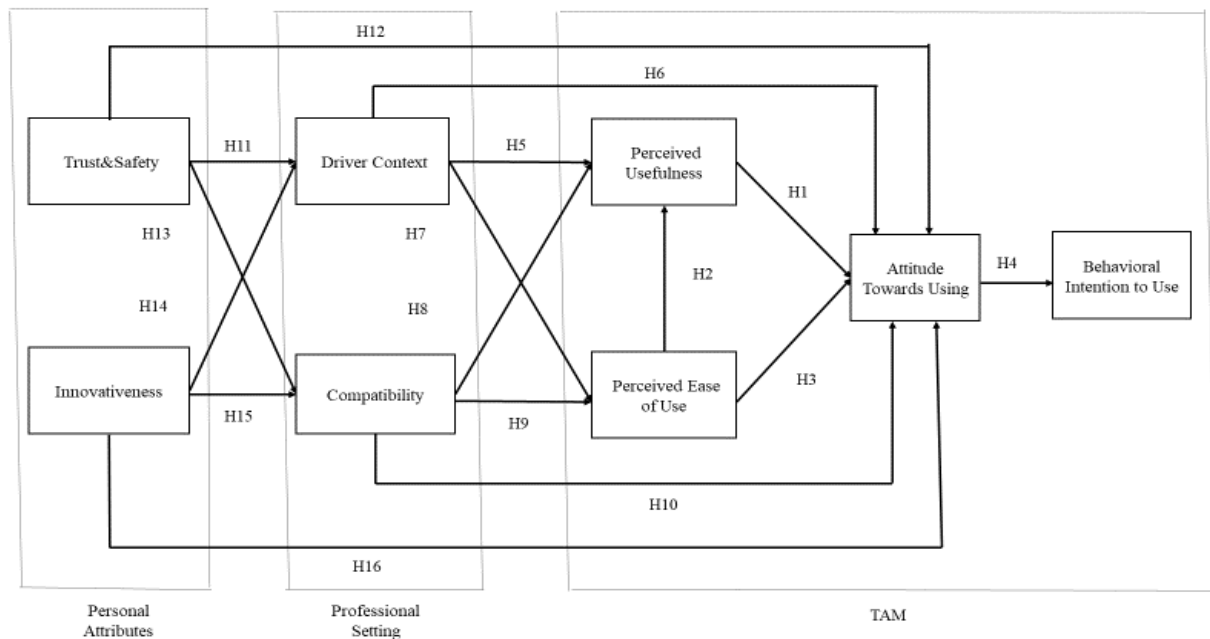 H12
H6
H11
H5
Trust&Safety
Driver Context
Perceived
Usefulness
H1
H13
H7
H2
Attitude
Towards Using
H4
Behavioral
Intention to Use
H14
H8
Innovativeness
Compatibility
Perceived Ease
of Use
H3
H15
H9
H10
H16
Personal
Attributes
Professional
Setting
TAM